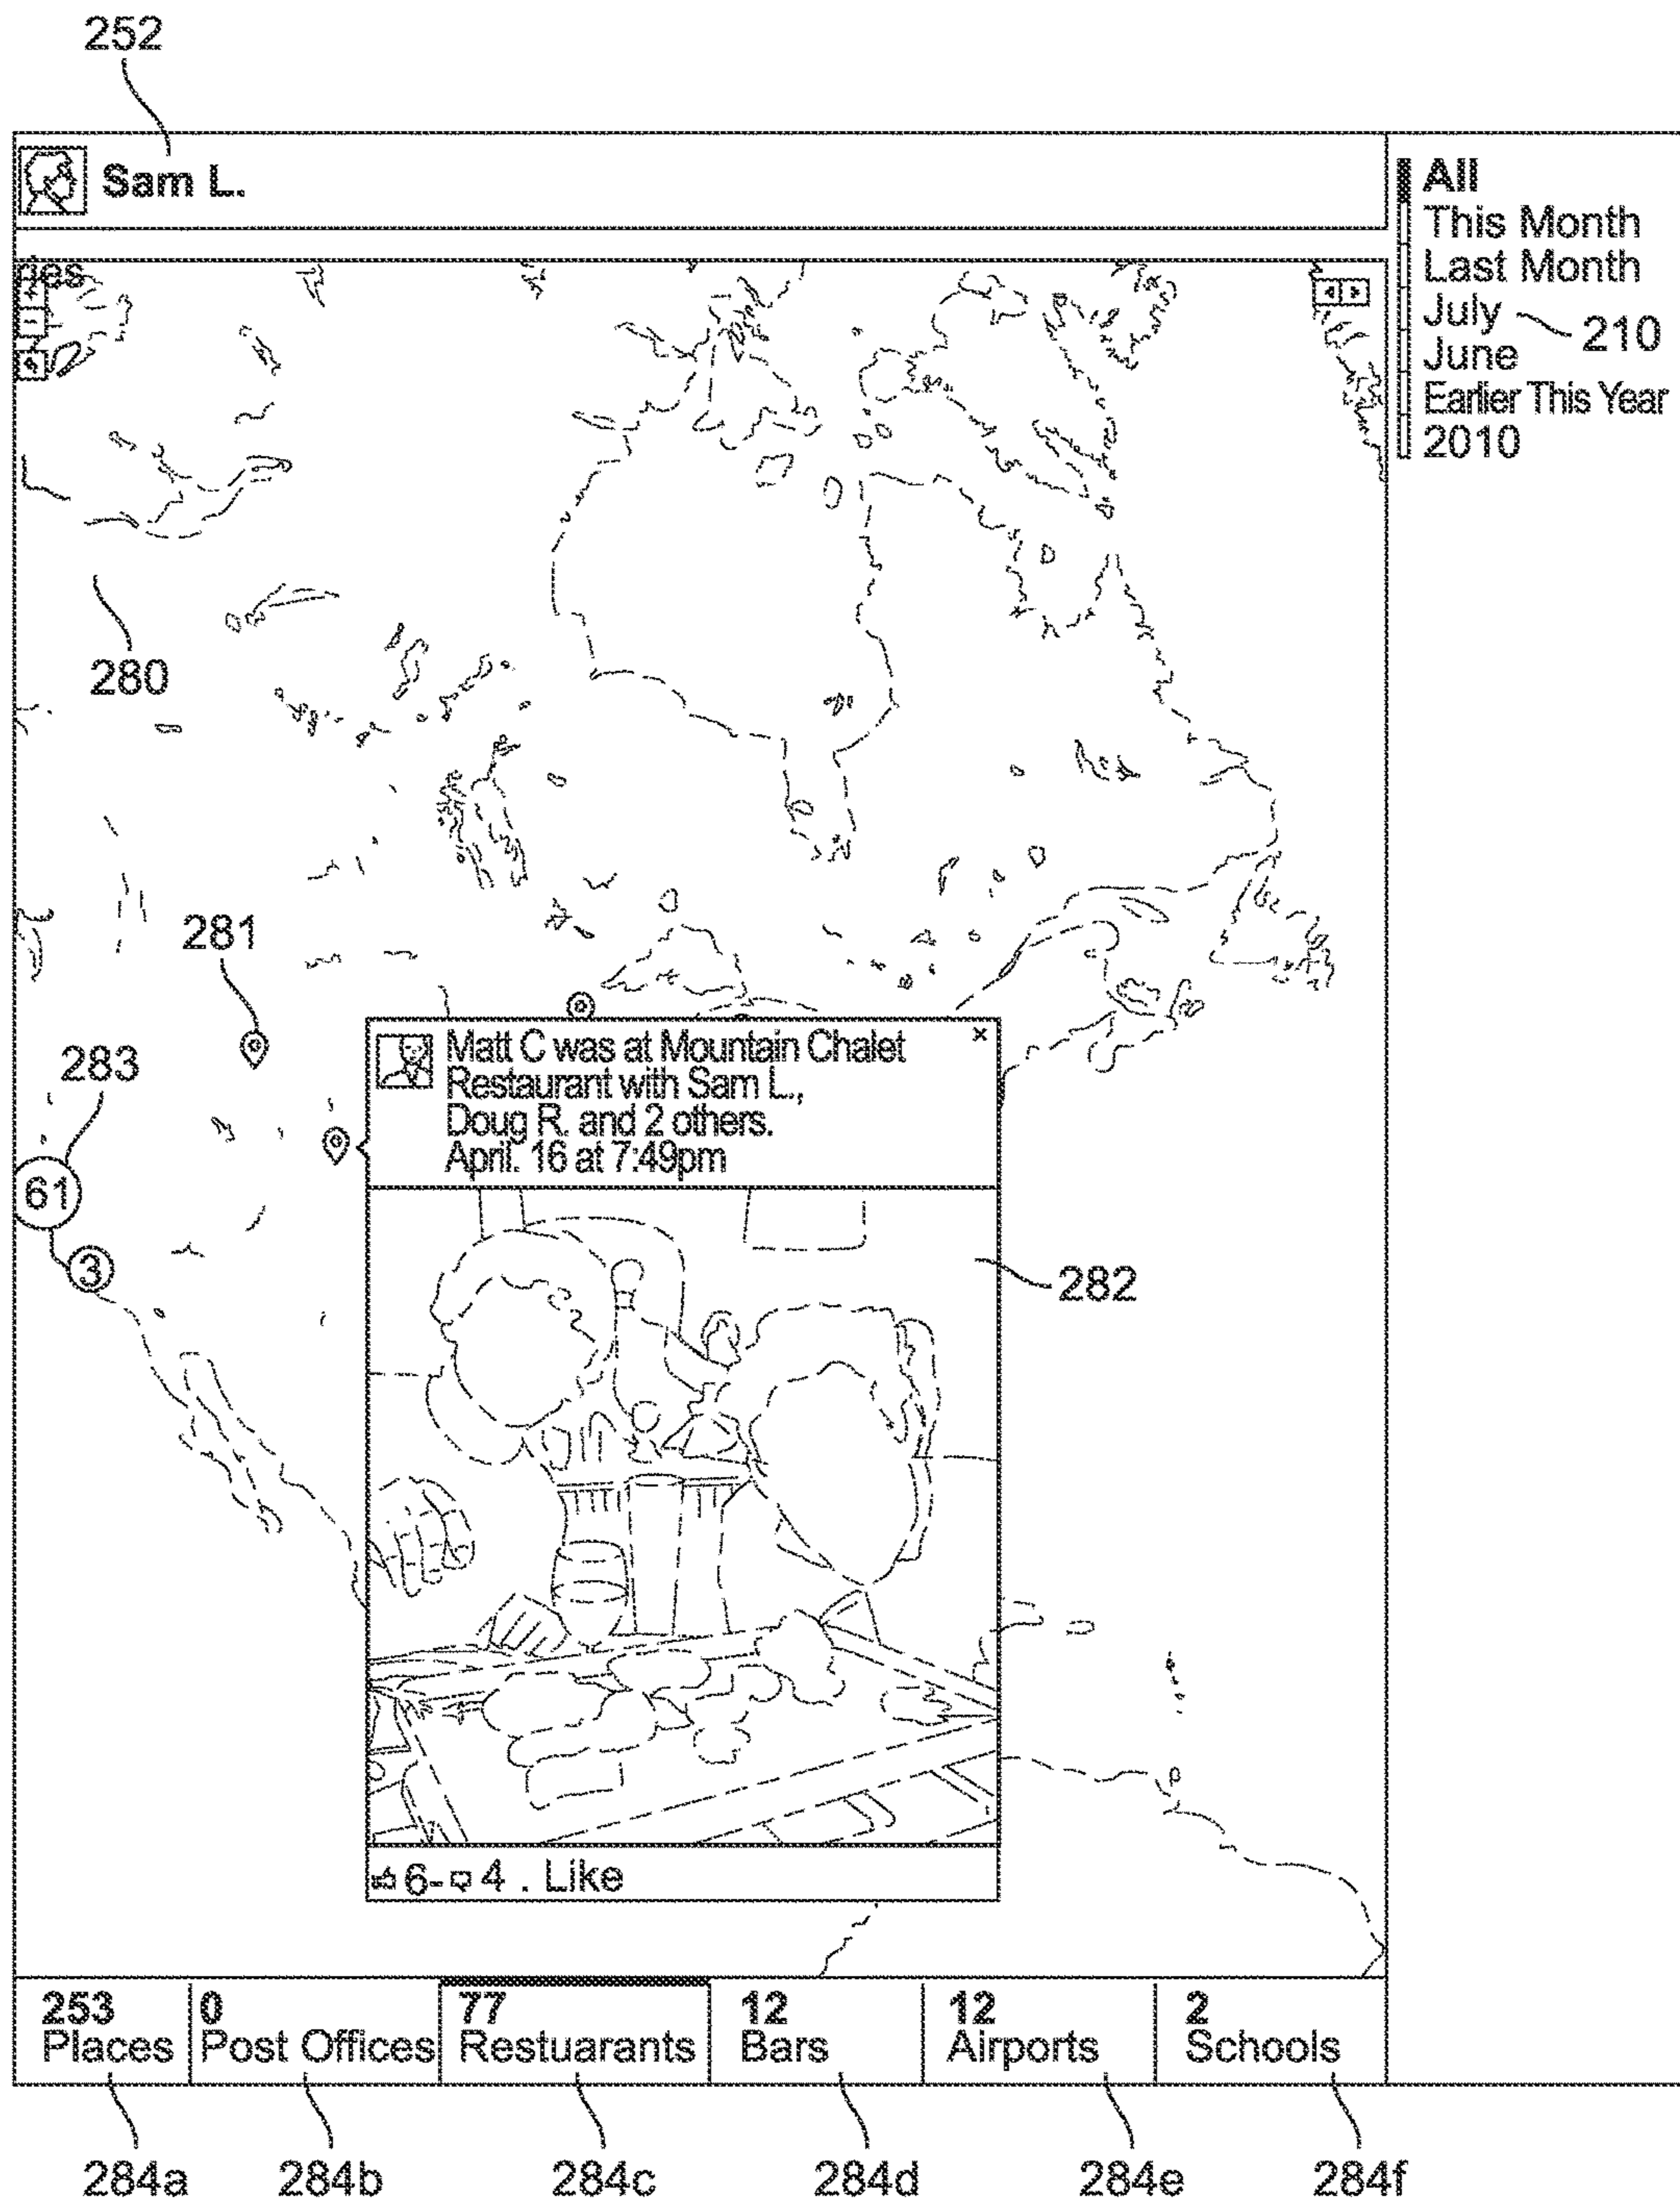 252
Sam L.
All
This Month
Last Month
July
210
June
Earlier This Year
2010
ries
+
-
280
281
283
61
3
Matt C was at Mountain Chalet
Restaurant with Sam L.,
Doug R. and 2 others.
April. 16 at 7:49pm
×
282
6-
4 . Like
253
Places
0
Post Offices
77
Restuarants
12
Bars
12
Airports
2
Schools
284a
284b
284c
284d
284e
284f